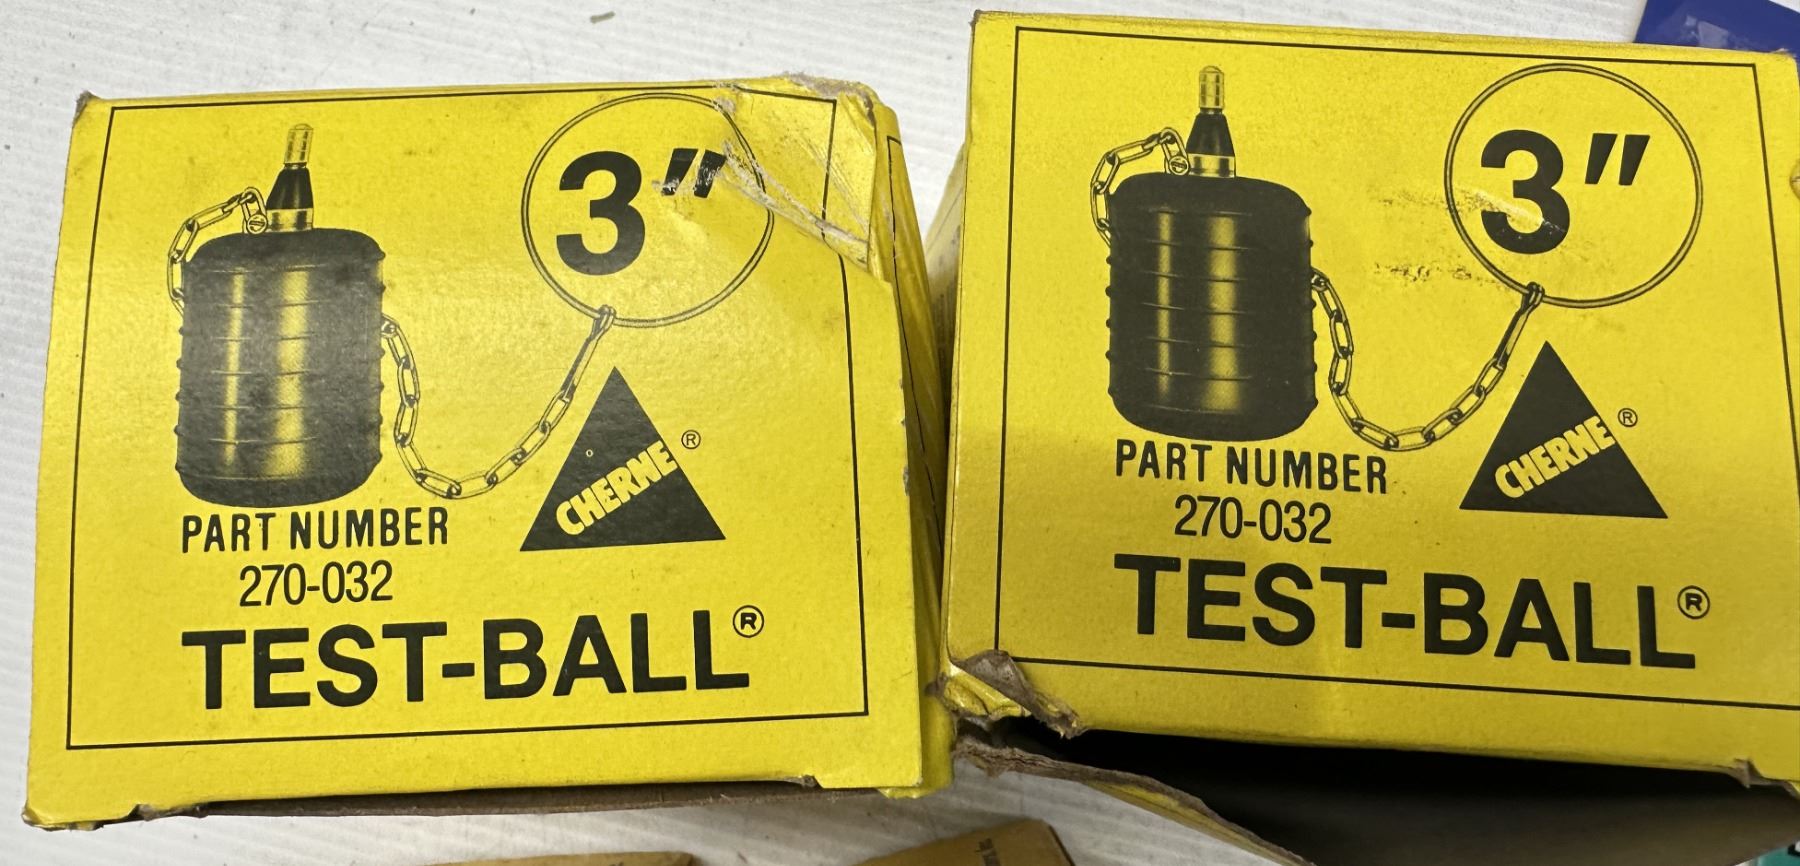 3"
CHERNE®
PART NUMBER
270-032
TEST-BALL®
3"
CHERNE®
PART NUMBER
270-032
TEST-BALL®